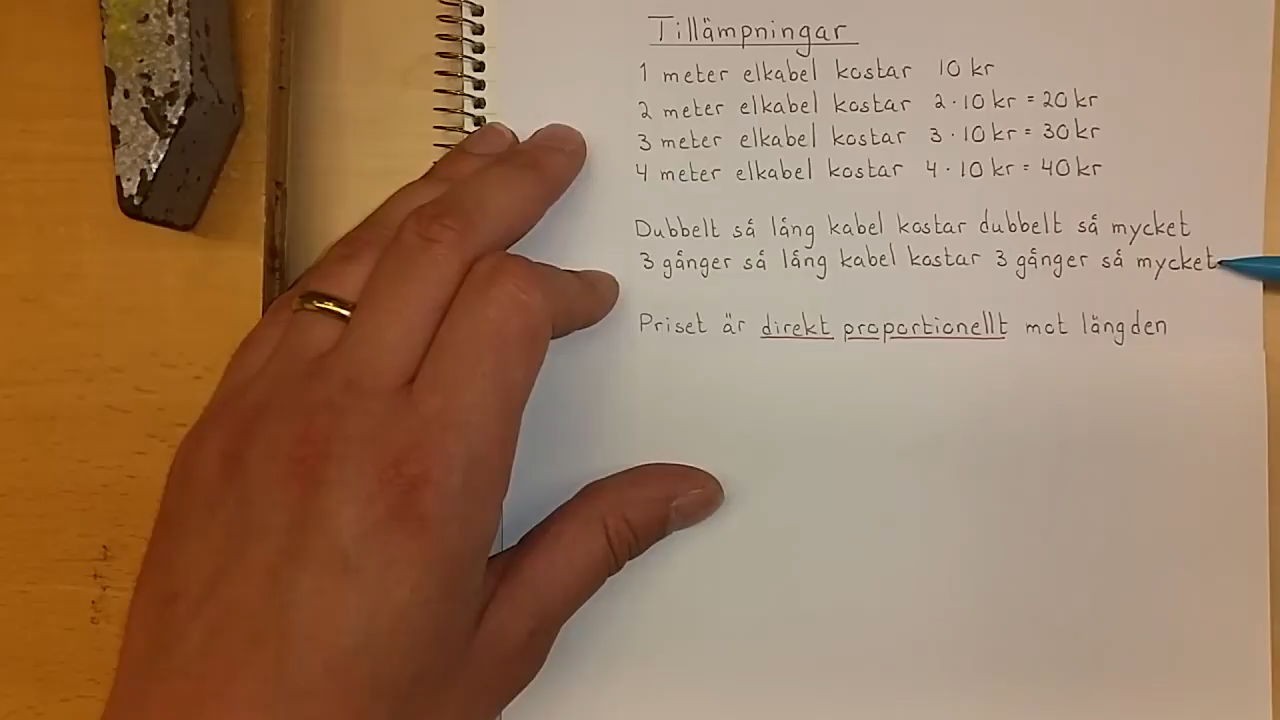 Tillämpningar
1 meter elkabel kostar 10 kr
2 meter elkabel kostar 2·10 kr = 20 kr
3 meter elkabel kostar 3·10 kr = 30 kr
4 meter elkabel kostar 4·10 kr = 40 kr
Dubbelt så lång kabel kostar dubbelt så mycket
3 gånger så lång kabel kostar 3 gånger så mycket
Priset är direkt proportionellt mot längden